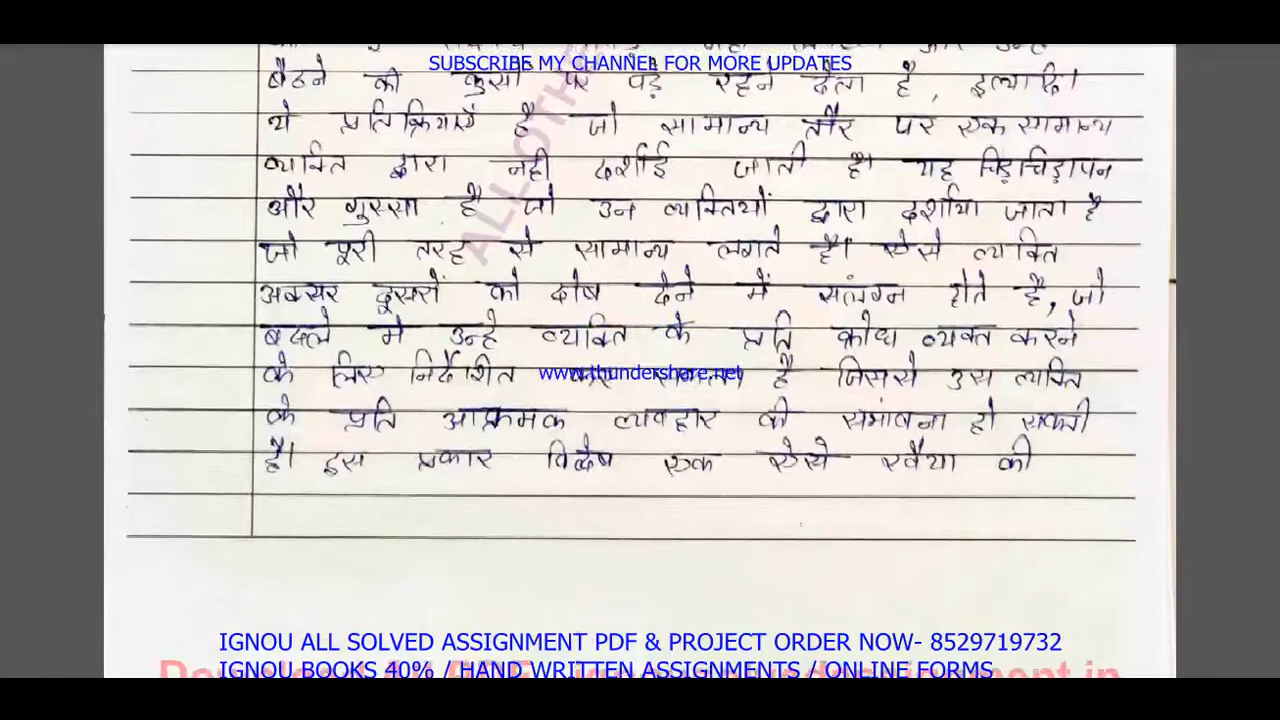 SUBSCRIBE MY CHANNEL FOR MORE UPDATES
बैठने की कुर्सी पर पड़े रहने देता है, इत्यादि।
ये प्रतिक्रियाएँ है जो सामान्य तौर पर एक सामान्य
व्यक्ति द्वारा नही दर्शाई जाती है। यह चिड़चिड़ापन
और गुस्सा है जो उन व्यक्तियों द्वारा दर्शाया जाता है
जो पूरी तरह से सामान्य लगते है। ऐसे व्यक्ति
अक्सर दूसरों को दोष देने में सलंग्न होते है, जो
बदले मे उन्हे व्यक्ति के प्रति क्रोध व्यक्त करने
के लिए निर्देशित www.thundershare.net है जिससे उस व्यक्ति
के प्रति आक्रमक व्यवहार की सभांवना हो सकती
है। इस प्रकार विद्वेष एक ऐसे रवैया की
IGNOU ALL SOLVED ASSIGNMENT PDF & PROJECT ORDER NOW- 8529719732
IGNOU BOOKS 40% / HAND WRITTEN ASSIGNMENTS / ONLINE FORMS